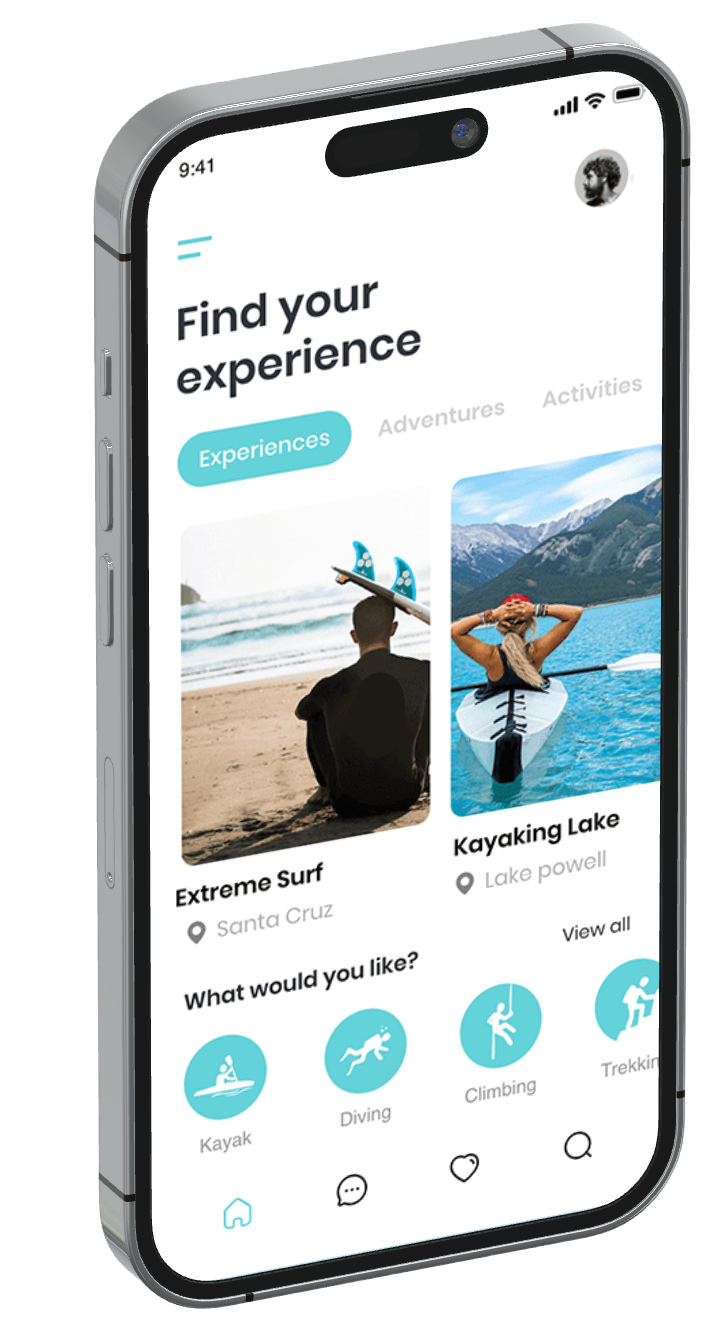 9:41
Find your
experience
Experiences
Adventures
Activities
Extreme Surf
Santa Cruz
Kayaking Lake
Lake powell
What would you like?
View all
Kayak
Diving
Climbing
Trekkin